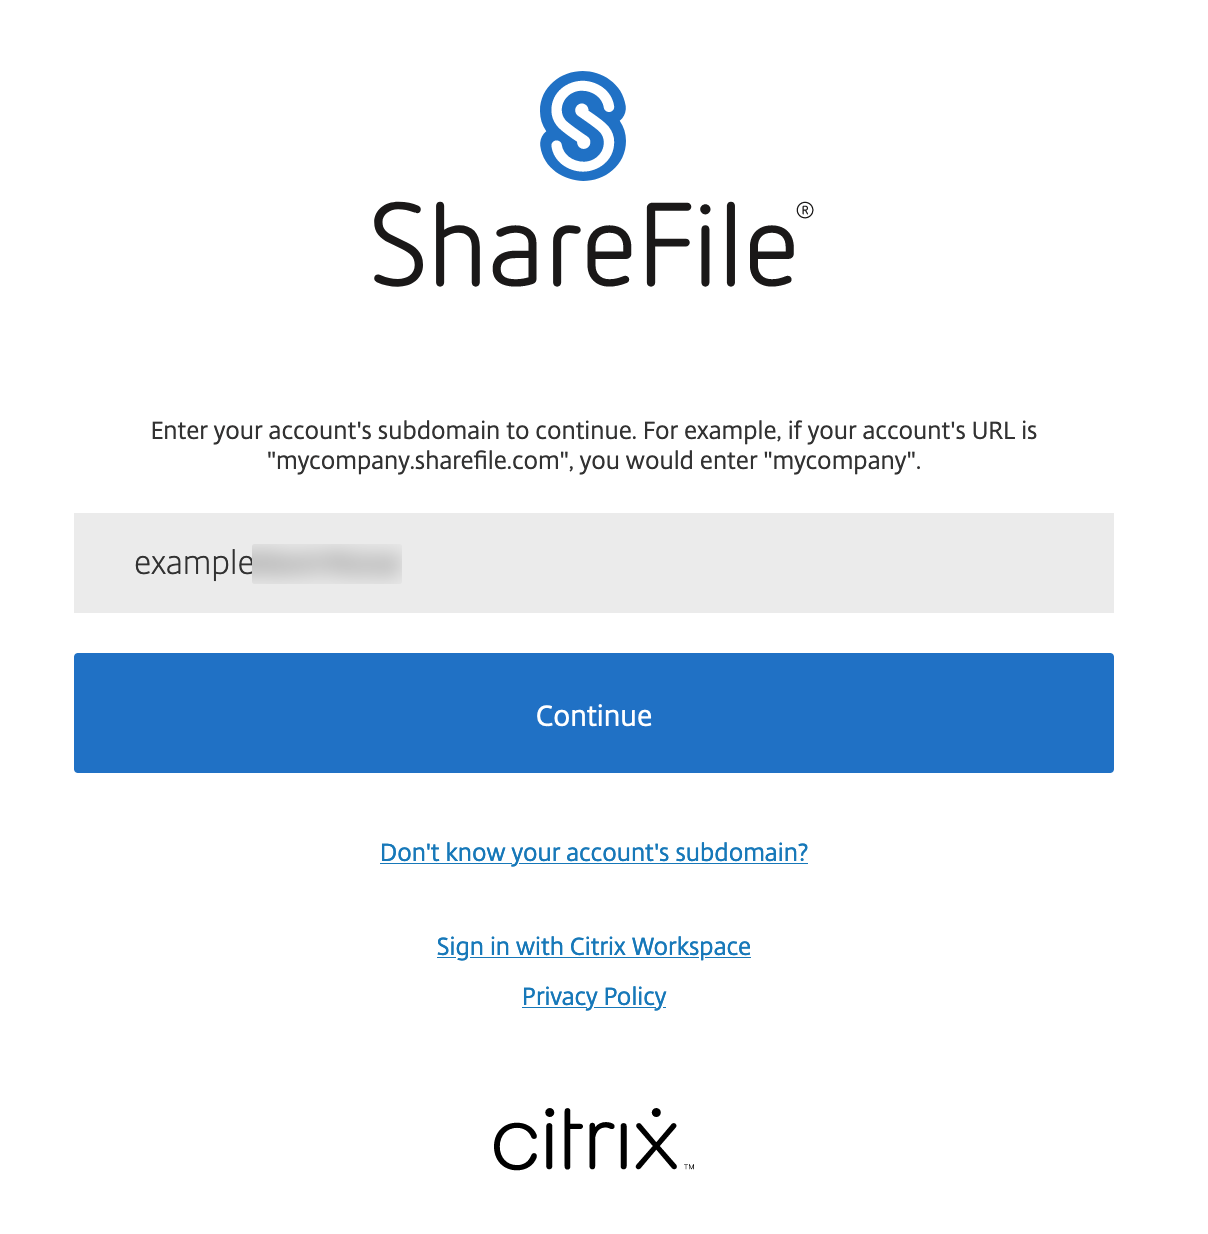 ShareFile®
Enter your account's subdomain to continue. For example, if your account's URL is
"mycompany.sharefile.com", you would enter "mycompany".
example
Continue
Don't know your account's subdomain?
Sign in with Citrix Workspace
Privacy Policy
citrix™